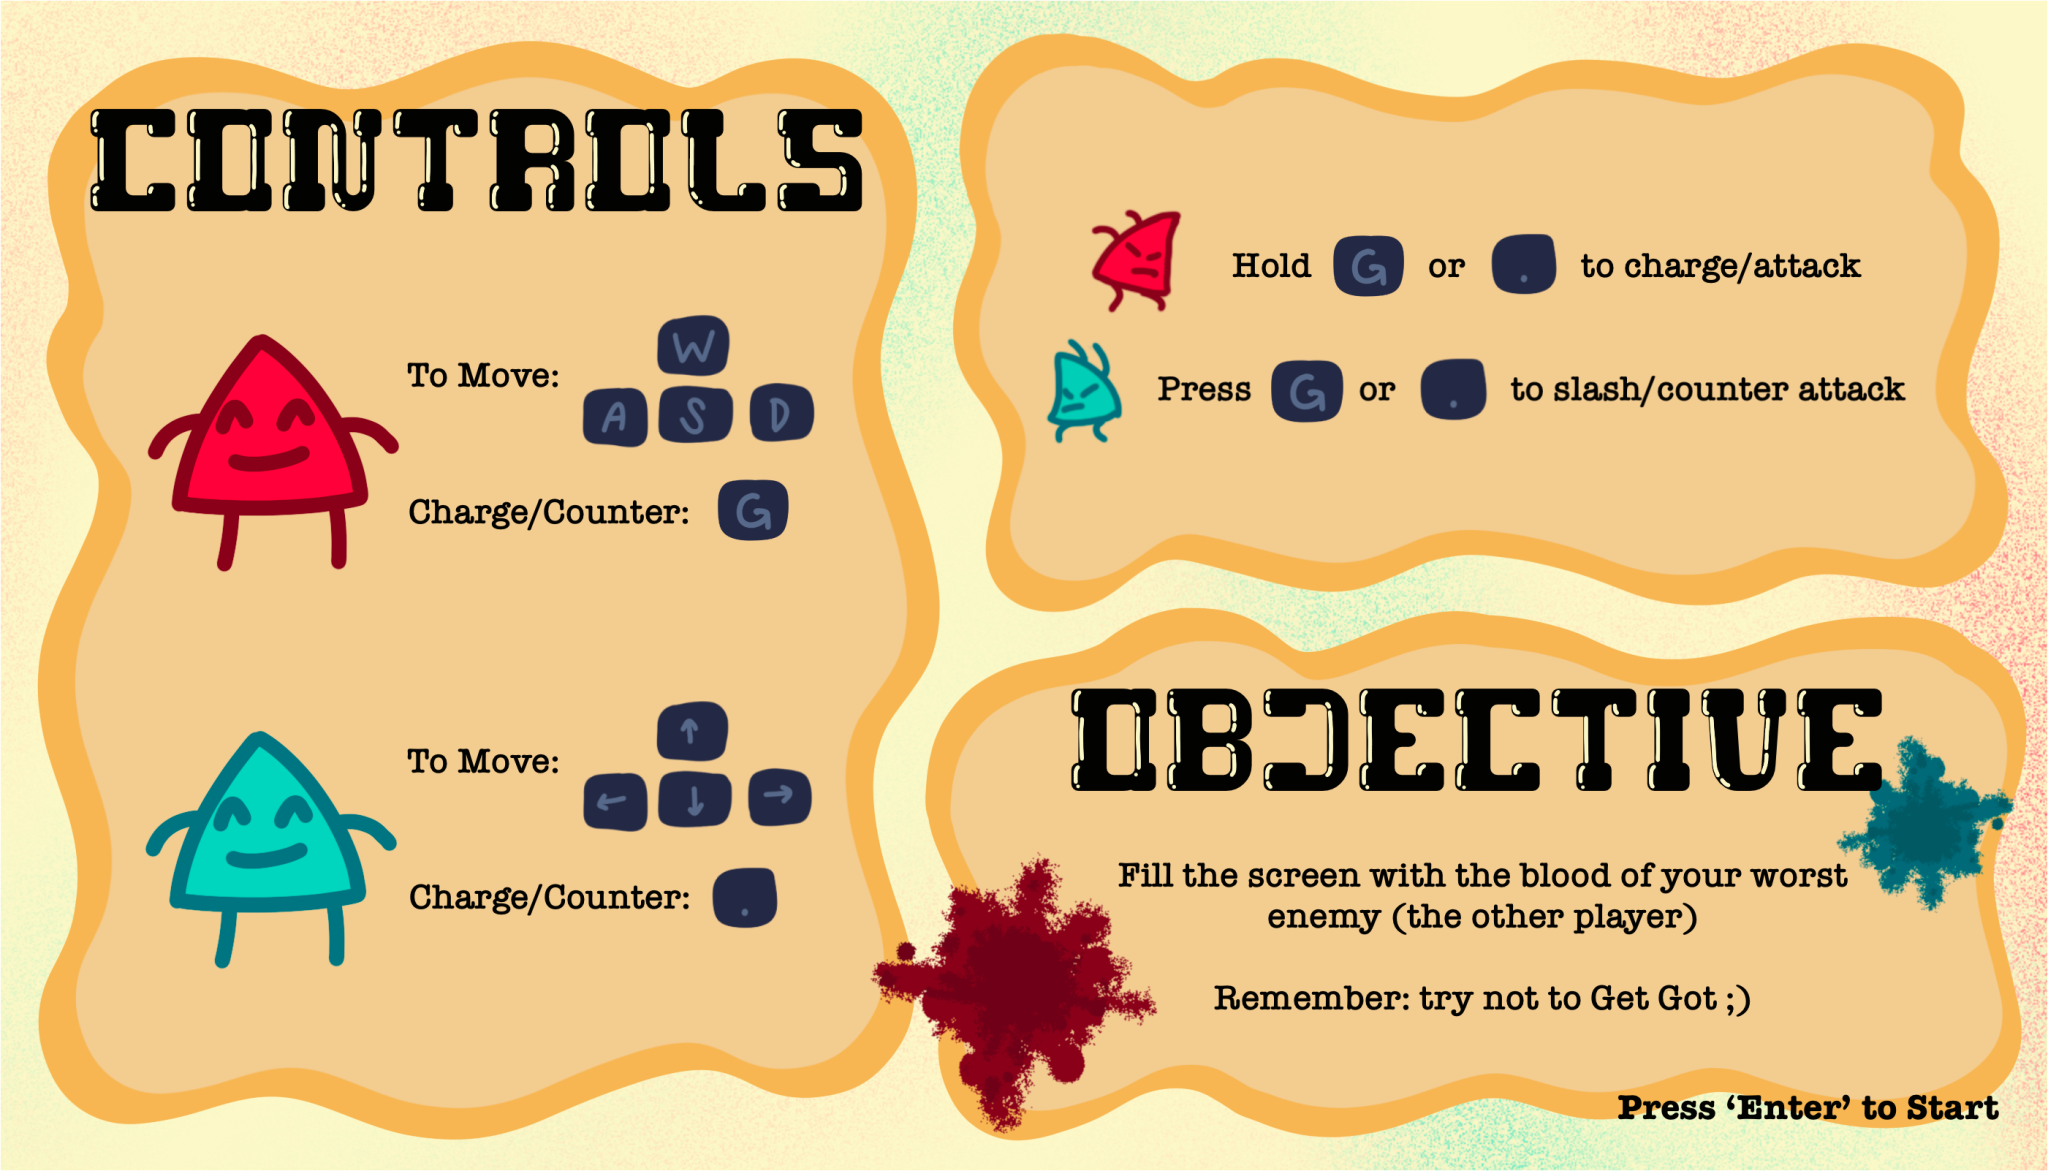 CONTROLS
To Move:
W
A S D
Charge/Counter: G
To Move:
↑
← ↓ →
Charge/Counter: .
Hold G or . to charge/attack
Press G or . to slash/counter attack
OBJECTIVE
Fill the screen with the blood of your worst
enemy (the other player)
Remember: try not to Get Got ;)
Press ‘Enter’ to Start